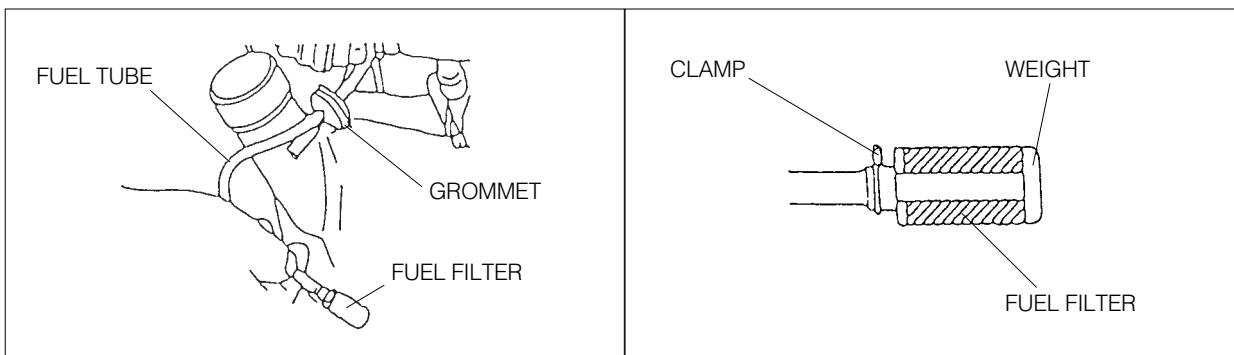 FUEL TUBE
GROMMET
FUEL FILTER
CLAMP
WEIGHT
FUEL FILTER